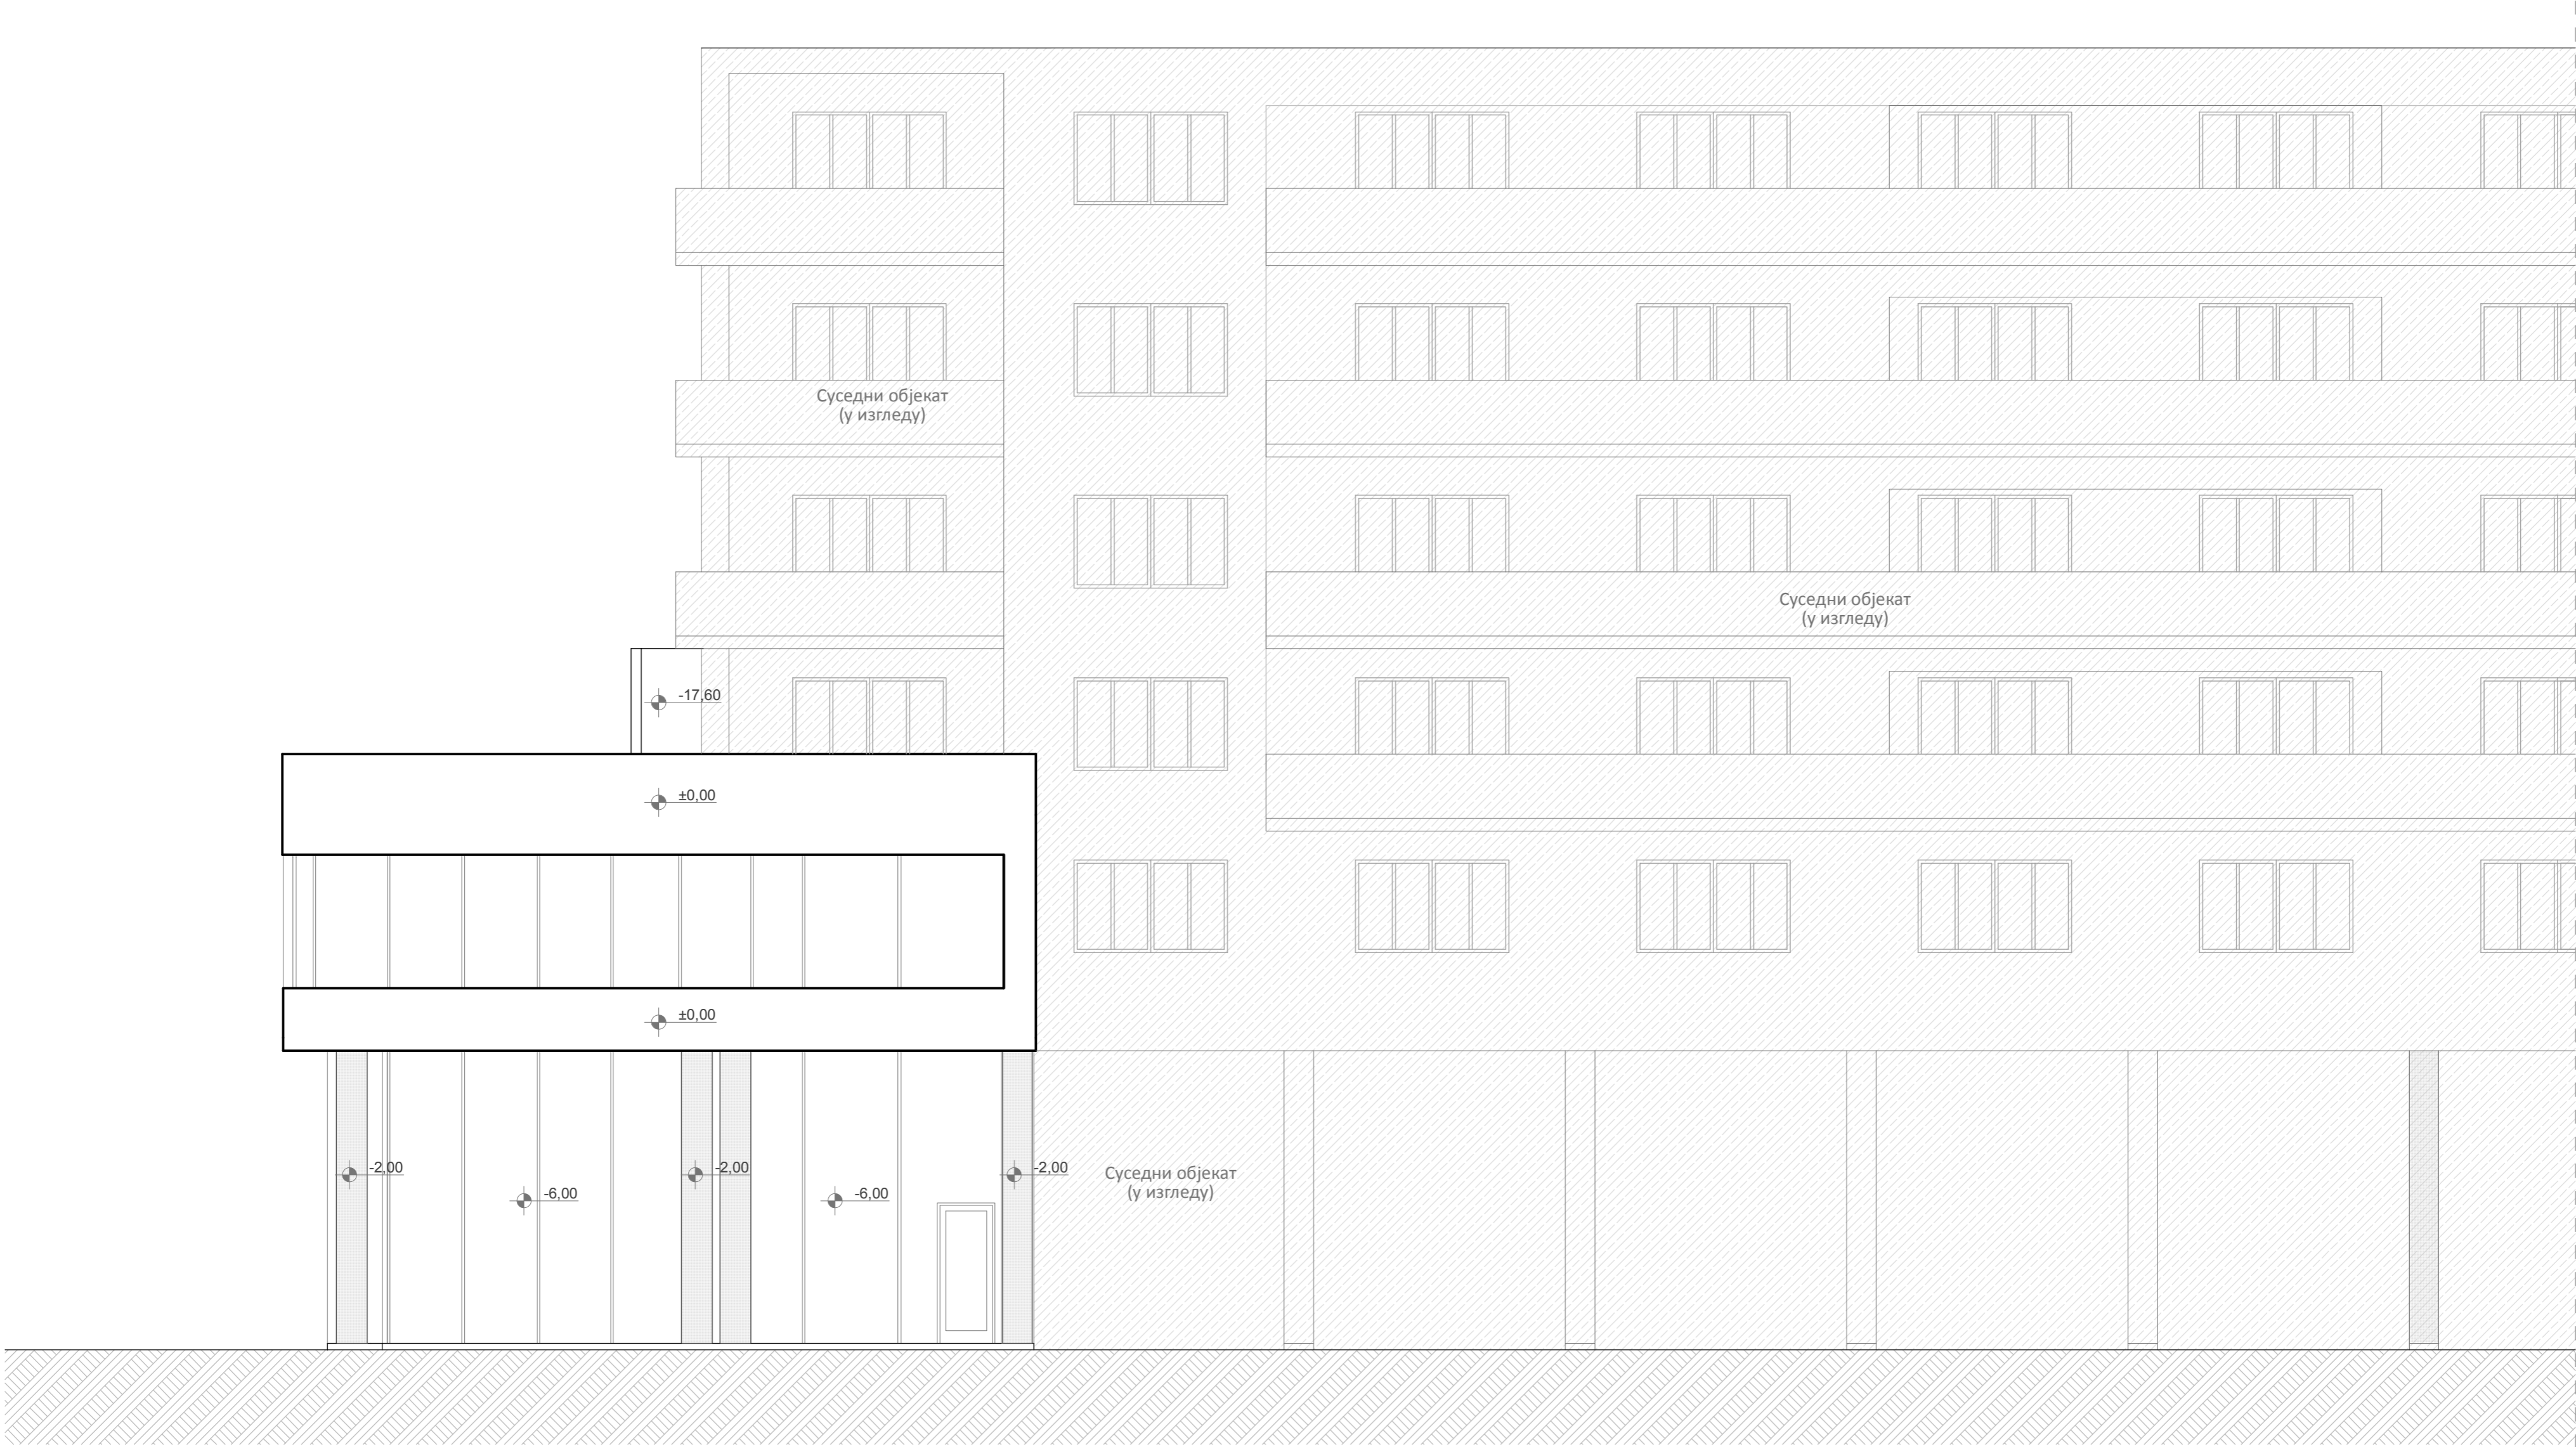 Суседни објекат
(у изгледу)
Суседни објекат
(у изгледу)
-17,60
±0,00
±0,00
-2,00
-2,00
-2,00
-6,00
-6,00
Суседни објекат
(у изгледу)